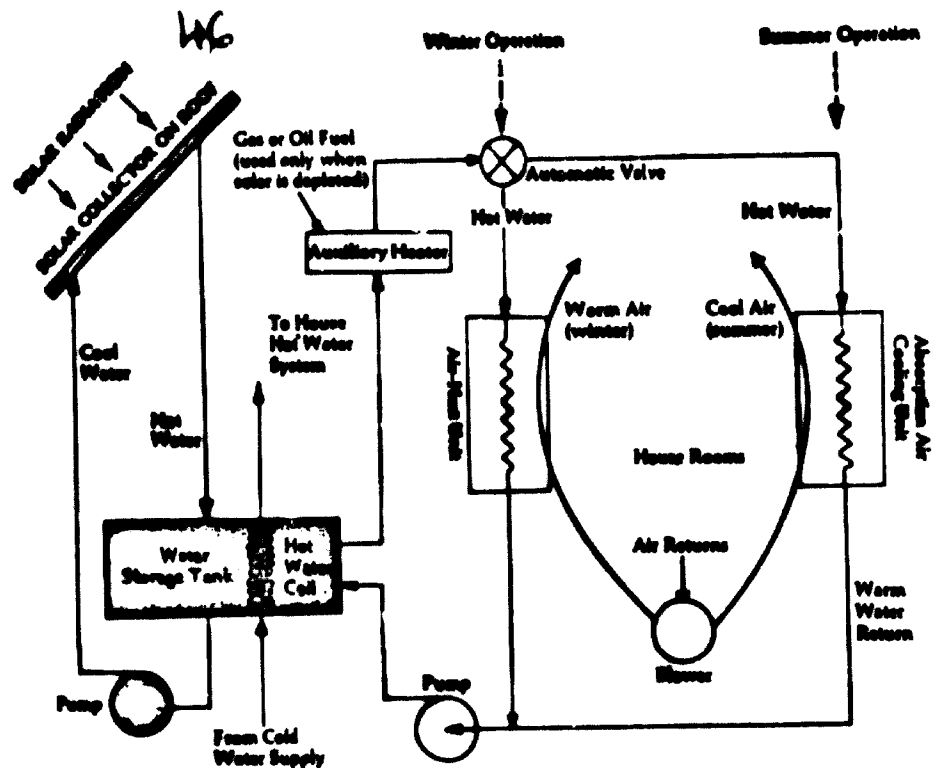 Winter Operation
Summer Operation
SOLAR RADIATION
SOLAR COLLECTOR ON ROOF
Gas or Oil Fuel
(used only when
solar is depleted)
Automatic Valve
Hot Water
Hot Water
Auxiliary Heater
To House
Hot Water
System
Warm Air
(winter)
Cool Air
(summer)
Cool
Water
Air-Heat Unit
Absorption Air
Cooling Unit
Hot
Water
House Rooms
Water
Storage Tank
Hot
Water
Coil
Air Returns
Warm
Water
Return
Blower
Pump
Pump
From Cold
Water Supply